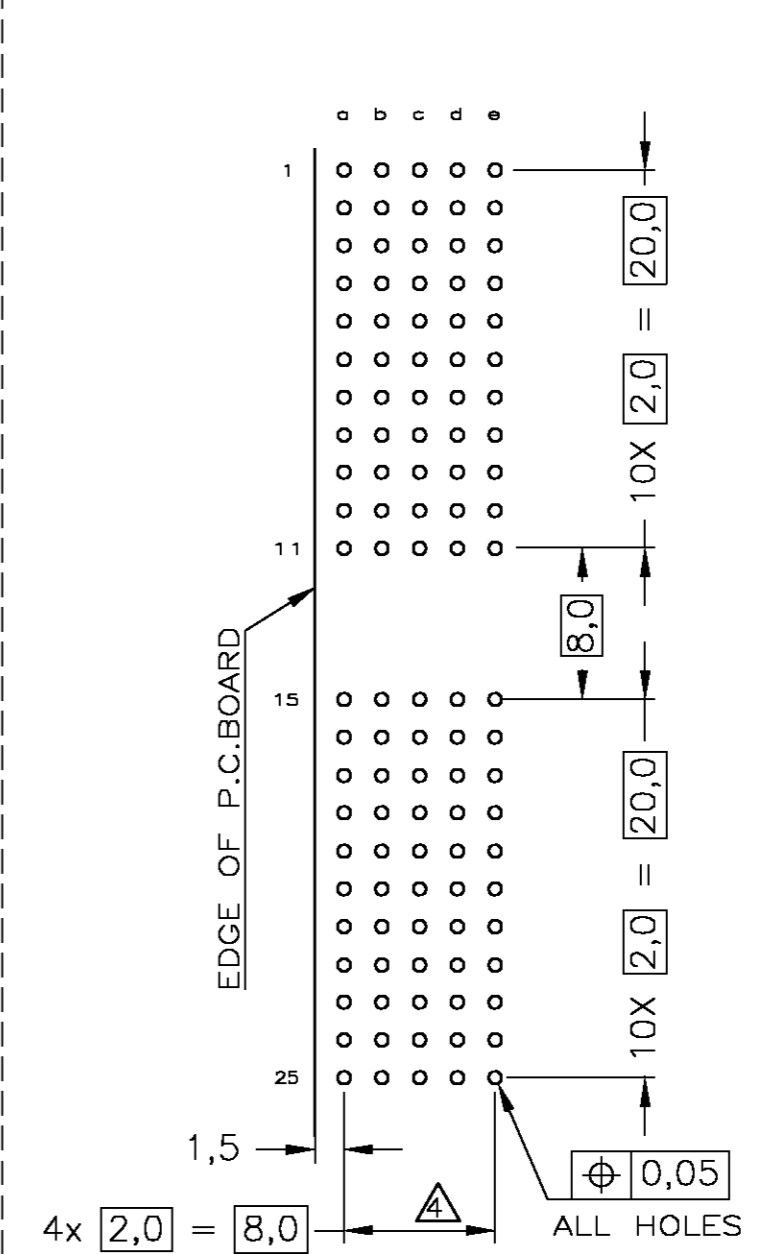 a b c d e
1
10X 2,0 = 20,0
11
8,0
EDGE OF P.C.BOARD
15
10X 2,0 = 20,0
25
1,5
⌖ 0,05
4
4x 2,0 = 8,0
ALL HOLES